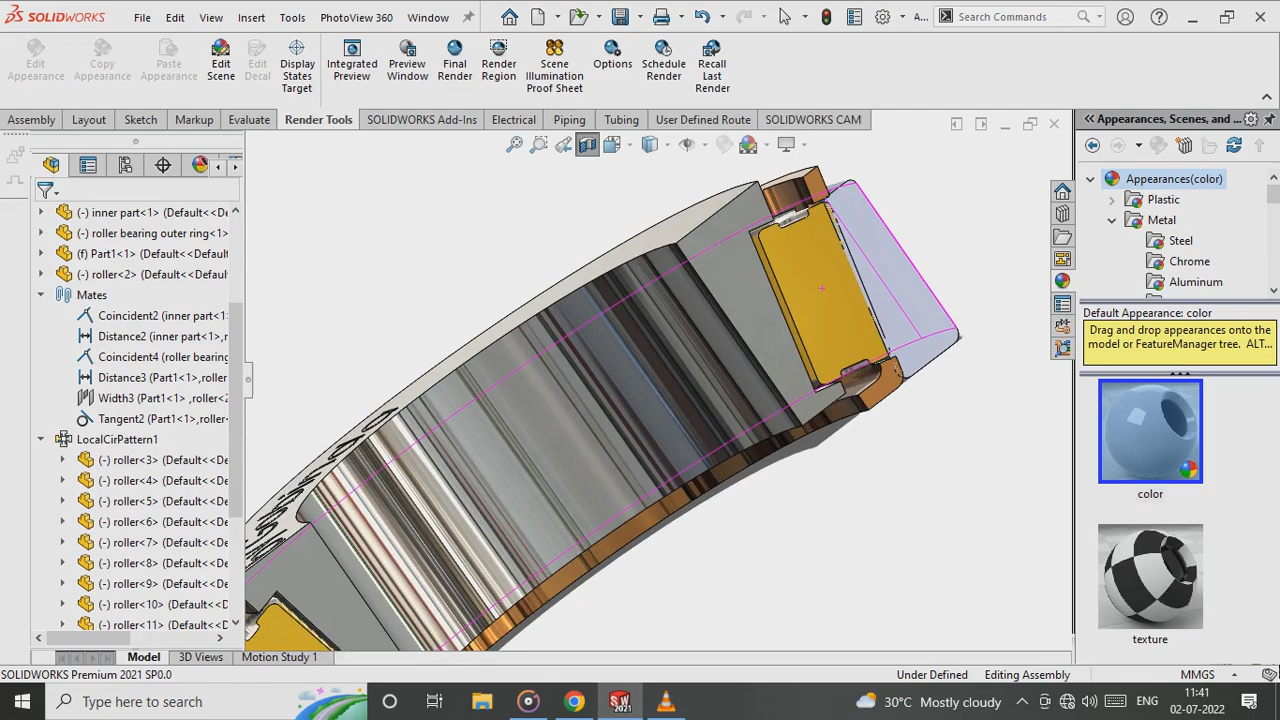 SOLIDWORKS File Edit View Insert Tools PhotoView 360 Window A... Search Commands
Edit Appearance
Copy Appearance
Paste Appearance
Edit Scene
Edit Decal
Display States Target
Integrated Preview
Preview Window
Final Render
Render Region
Scene Illumination Proof Sheet
Options
Schedule Render
Recall Last Render
Assembly Layout Sketch Markup Evaluate Render Tools SOLIDWORKS Add-Ins Electrical Piping Tubing User Defined Route SOLIDWORKS CAM
Appearances, Scenes, and ...
(-) inner part<1> (Default<<D
(-) roller bearing outer ring<1>
(f) Part1<1> (Default<<Defa
(-) roller<2> (Default<<Defa
Mates
Coincident2 (inner part<1
Distance2 (inner part<1>,r
Coincident4 (roller bearing
Distance3 (Part1<1>,roller
Width3 (Part1<1>,roller<2
Tangent2 (Part1<1>,roller<
LocalCirPattern1
(-) roller<3> (Default<<De
(-) roller<4> (Default<<De
(-) roller<5> (Default<<De
(-) roller<6> (Default<<De
(-) roller<7> (Default<<De
(-) roller<8> (Default<<De
(-) roller<9> (Default<<De
(-) roller<10> (Default<<D
(-) roller<11> (Default<<D
Appearances(color)
Plastic
Metal
Steel
Chrome
Aluminum
Default Appearance: color
Drag and drop appearances onto the
model or FeatureManager tree. ALT...
color
texture
Model 3D Views Motion Study 1
SOLIDWORKS Premium 2021 SP0.0 Under Defined Editing Assembly MMGS
Type here to search 30°C Mostly cloudy ENG 11:41
02-07-2022